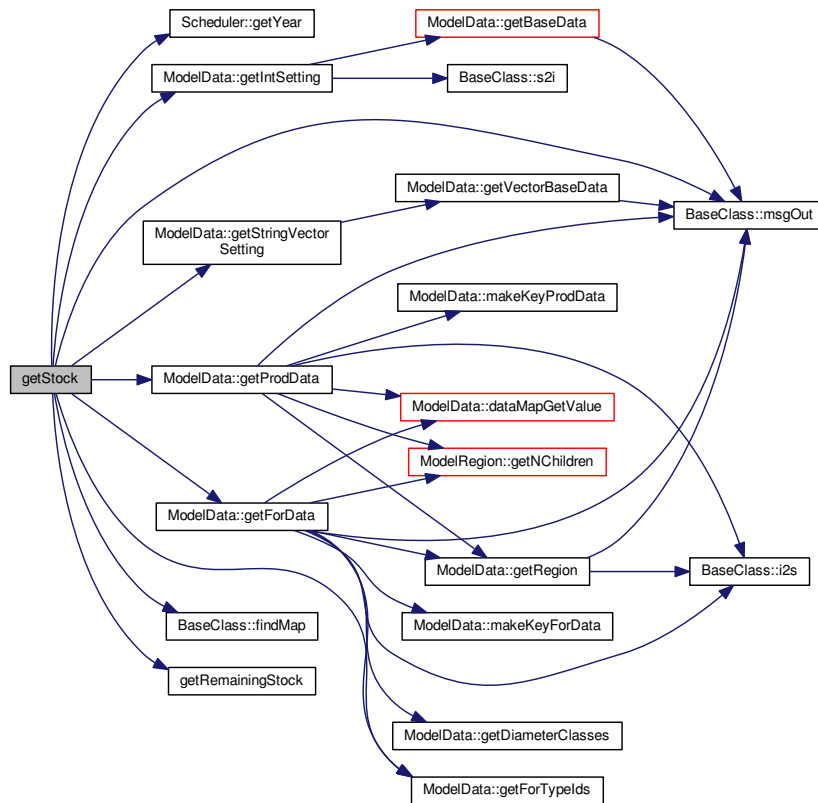 Scheduler::getYear
ModelData::getBaseData
ModelData::getIntSetting
BaseClass::s2i
ModelData::getVectorBaseData
BaseClass::msgOut
ModelData::getStringVector
Setting
ModelData::makeKeyProdData
getStock
ModelData::getProdData
ModelData::dataMapGetValue
ModelRegion::getNChildren
ModelData::getForData
ModelData::getRegion
BaseClass::i2s
BaseClass::findMap
ModelData::makeKeyForData
getRemainingStock
ModelData::getDiameterClasses
ModelData::getForTypeIds